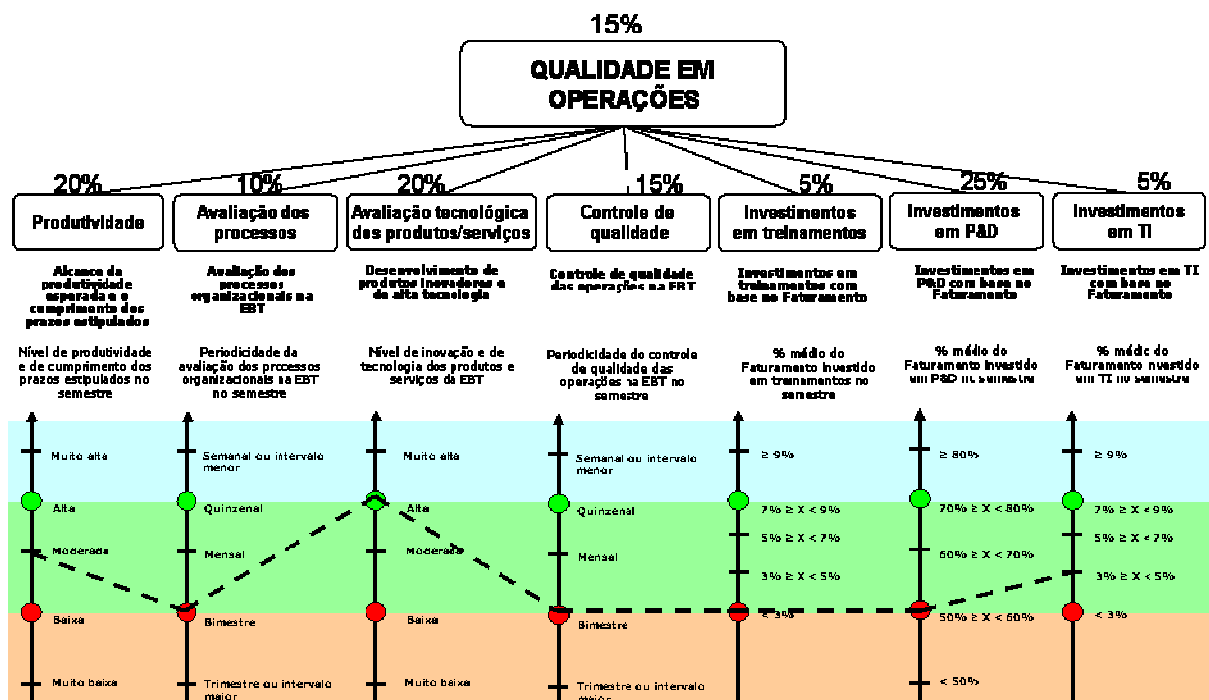 15%
QUALIDADE EM
OPERAÇÕES
20%
10%
20%
15%
5%
25%
5%
Produtividade
Avaliação dos
processos
Avaliação tecnológica
dos produtos/serviços
Controle de
qualidade
Investimentos
em treinamentos
Investimentos
em P&D
Investimentos
em TI
Alcance da
produtividade
esperada e o
cumprimento dos
prazos estipulados
Avaliação dos
processos
organizacionais na
EBT
Desenvolvimento de
produtos inovadores e
de alta tecnologia
Controle de qualidade
das operações na EBT
Investimentos em
treinamentos com
base no Faturamento
Investimentos em
P&D com base no
Faturamento
Investimentos em TI
com base no
Faturamento
Nível de produtividade
e de cumprimento dos
prazos estipulados no
semestre
Periodicidade da
avaliação dos processos
organizacionais na EBT
no semestre
Nível de inovação e de
tecnologia dos produtos e
serviços da EBT
Periodicidade do controle
de qualidade das
operações na EBT no
semestre
% médio do
Faturamento investido
em treinamentos no
semestre
% médio do
Faturamento investido
em P&D no semestre
% médio do
Faturamento investido
em TI no semestre
Muito alta
Alta
Moderada
Baixa
Muito baixa
Semanal ou intervalo
menor
Quinzenal
Mensal
Bimestre
Trimestre ou intervalo
maior
Muito alta
Alta
Moderada
Baixa
Muito baixa
Semanal ou intervalo
menor
Quinzenal
Mensal
Bimestre
Trimestre ou intervalo
maior
≥ 9%
7% ≥ X < 9%
5% ≥ X < 7%
3% ≥ X < 5%
< 3%
≥ 80%
70% ≥ X < 80%
60% ≥ X < 70%
50% ≥ X < 60%
< 50%
≥ 9%
7% ≥ X < 9%
5% ≥ X < 7%
3% ≥ X < 5%
< 3%